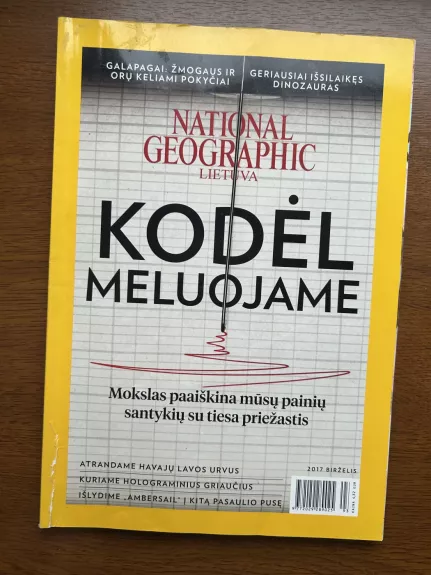 GALAPAGAI: ŽMOGAUS IR
ORŲ KELIAMI POKYČIAI
GERIAUSIAI IŠSILAIKĘS
DINOZAURAS
NATIONAL
GEOGRAPHIC
LIETUVA
KODĖL
MELUOJAME
Mokslas paaiškina mūsų painių
santykių su tiesa priežastis
ATRANDAME HAVAJŲ LAVOS URVUS
KURIAME HOLOGRAMINIUS GRIAUČIUS
IŠLYDIME „AMBERSAIL“ Į KITĄ PASAULIO PUSĘ
2017 BIRŽELIS